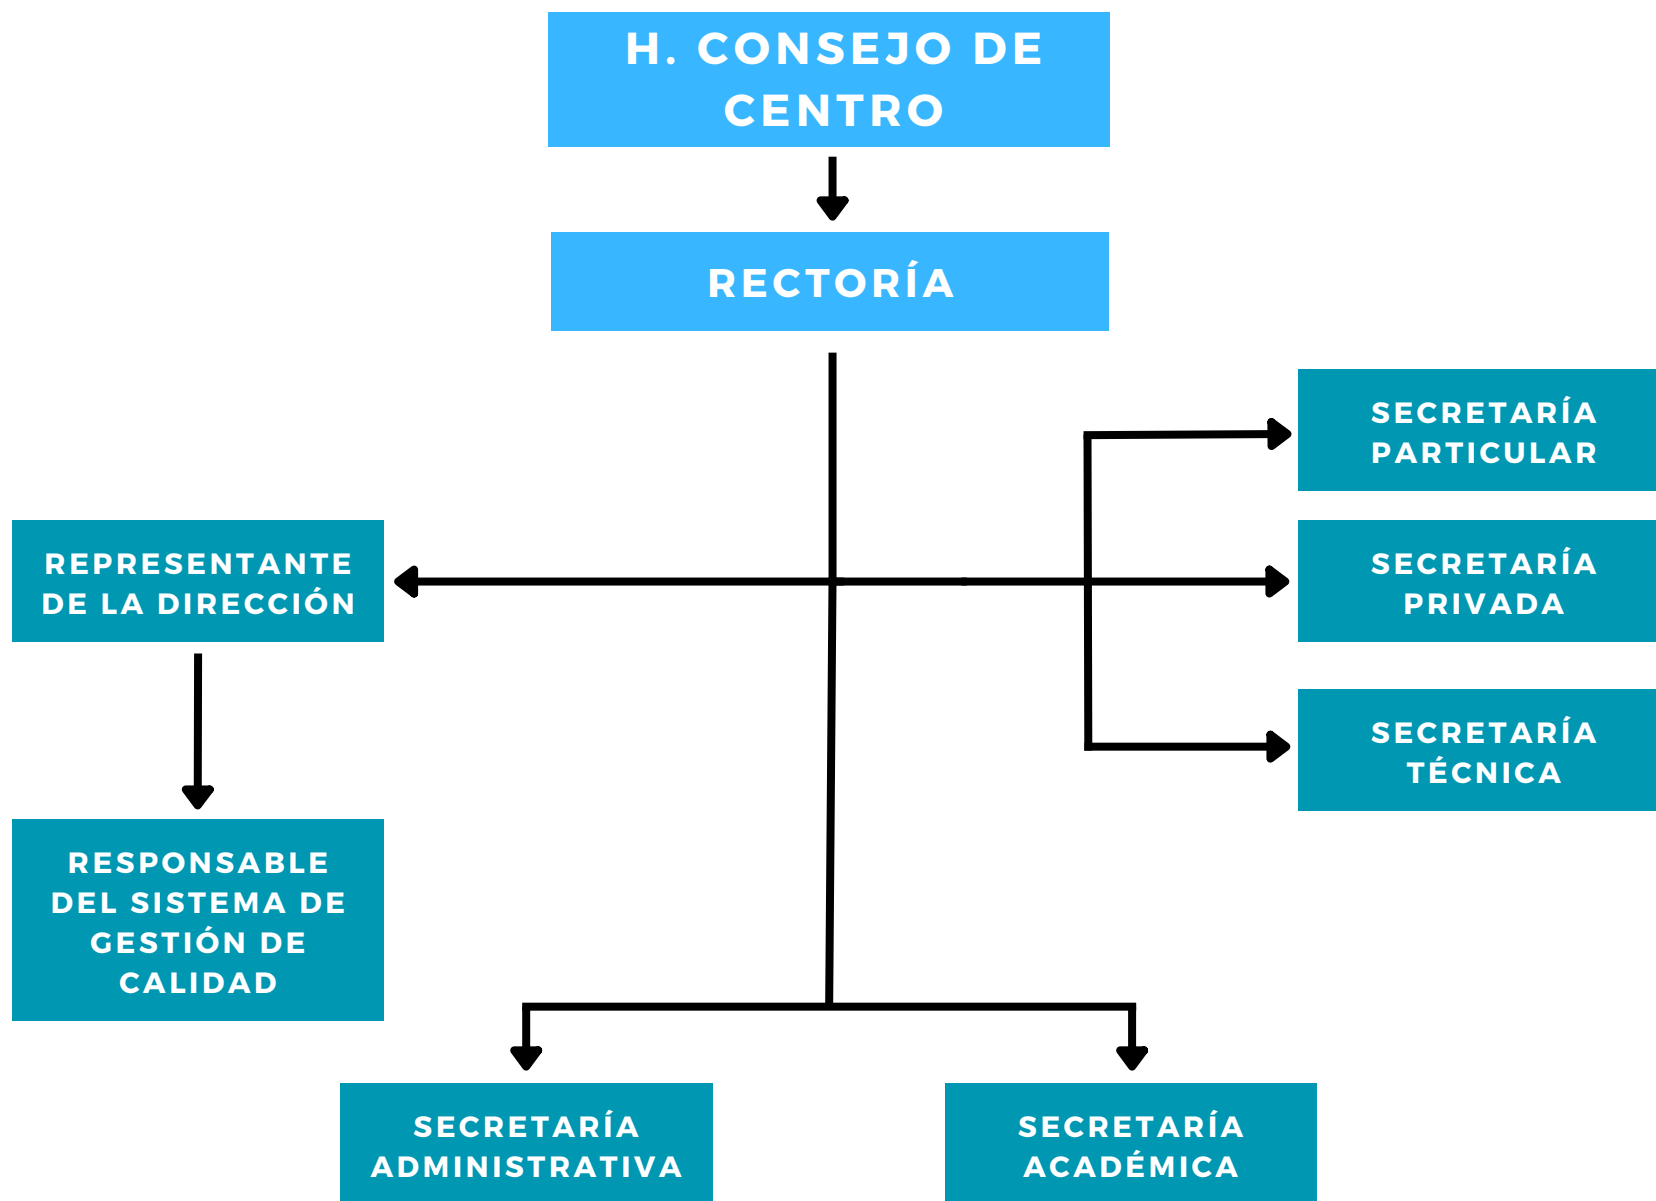 H. CONSEJO DE
CENTRO
RECTORÍA
SECRETARÍA
PARTICULAR
REPRESENTANTE
DE LA DIRECCIÓN
SECRETARÍA
PRIVADA
SECRETARÍA
TÉCNICA
RESPONSABLE
DEL SISTEMA DE
GESTIÓN DE
CALIDAD
SECRETARÍA
ADMINISTRATIVA
SECRETARÍA
ACADÉMICA